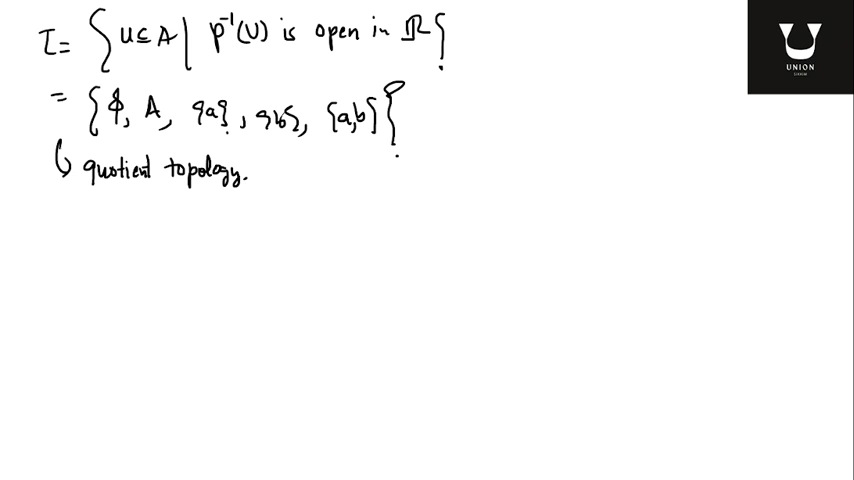 τ = { U ⊆ A | p⁻¹(U) is open in ℝ }.
= { ϕ, A, {a}, {b}, {a,b} }.
↳ quotient topology.
UNION